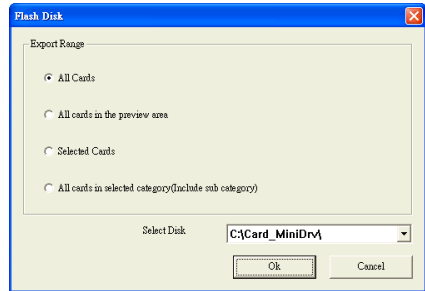 Flash Disk
Export Range
All Cards
All cards in the preview area
Selected Cards
All cards in selected category(Include sub category)
Select Disk
C:\Card_MiniDrv\
Ok Cancel